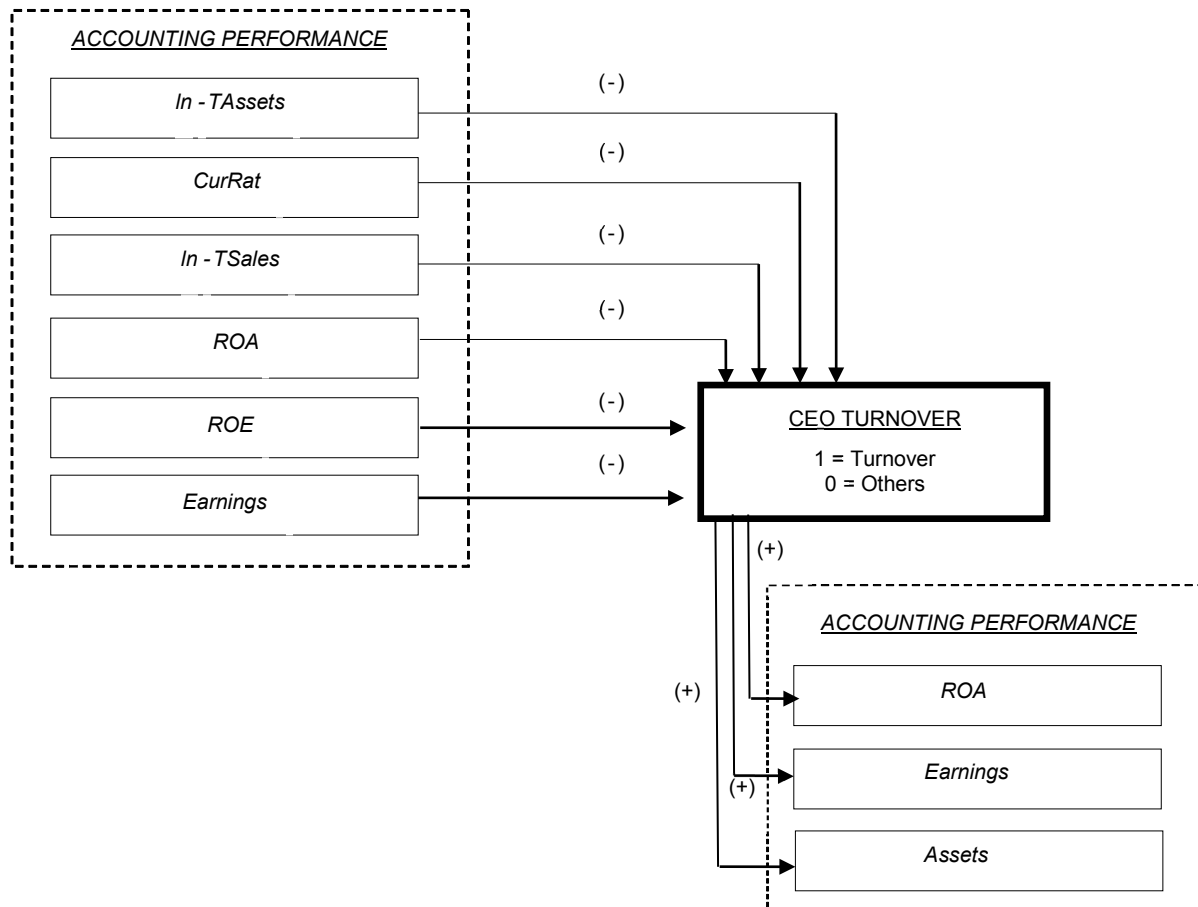 ACCOUNTING PERFORMANCE
ln - TAssets
(-)
CurRat
(-)
ln - TSales
(-)
ROA
(-)
ROE
(-)
Earnings
(-)
CEO TURNOVER
1 = Turnover
0 = Others
(+)
ACCOUNTING PERFORMANCE
(+)
ROA
(+)
Earnings
Assets